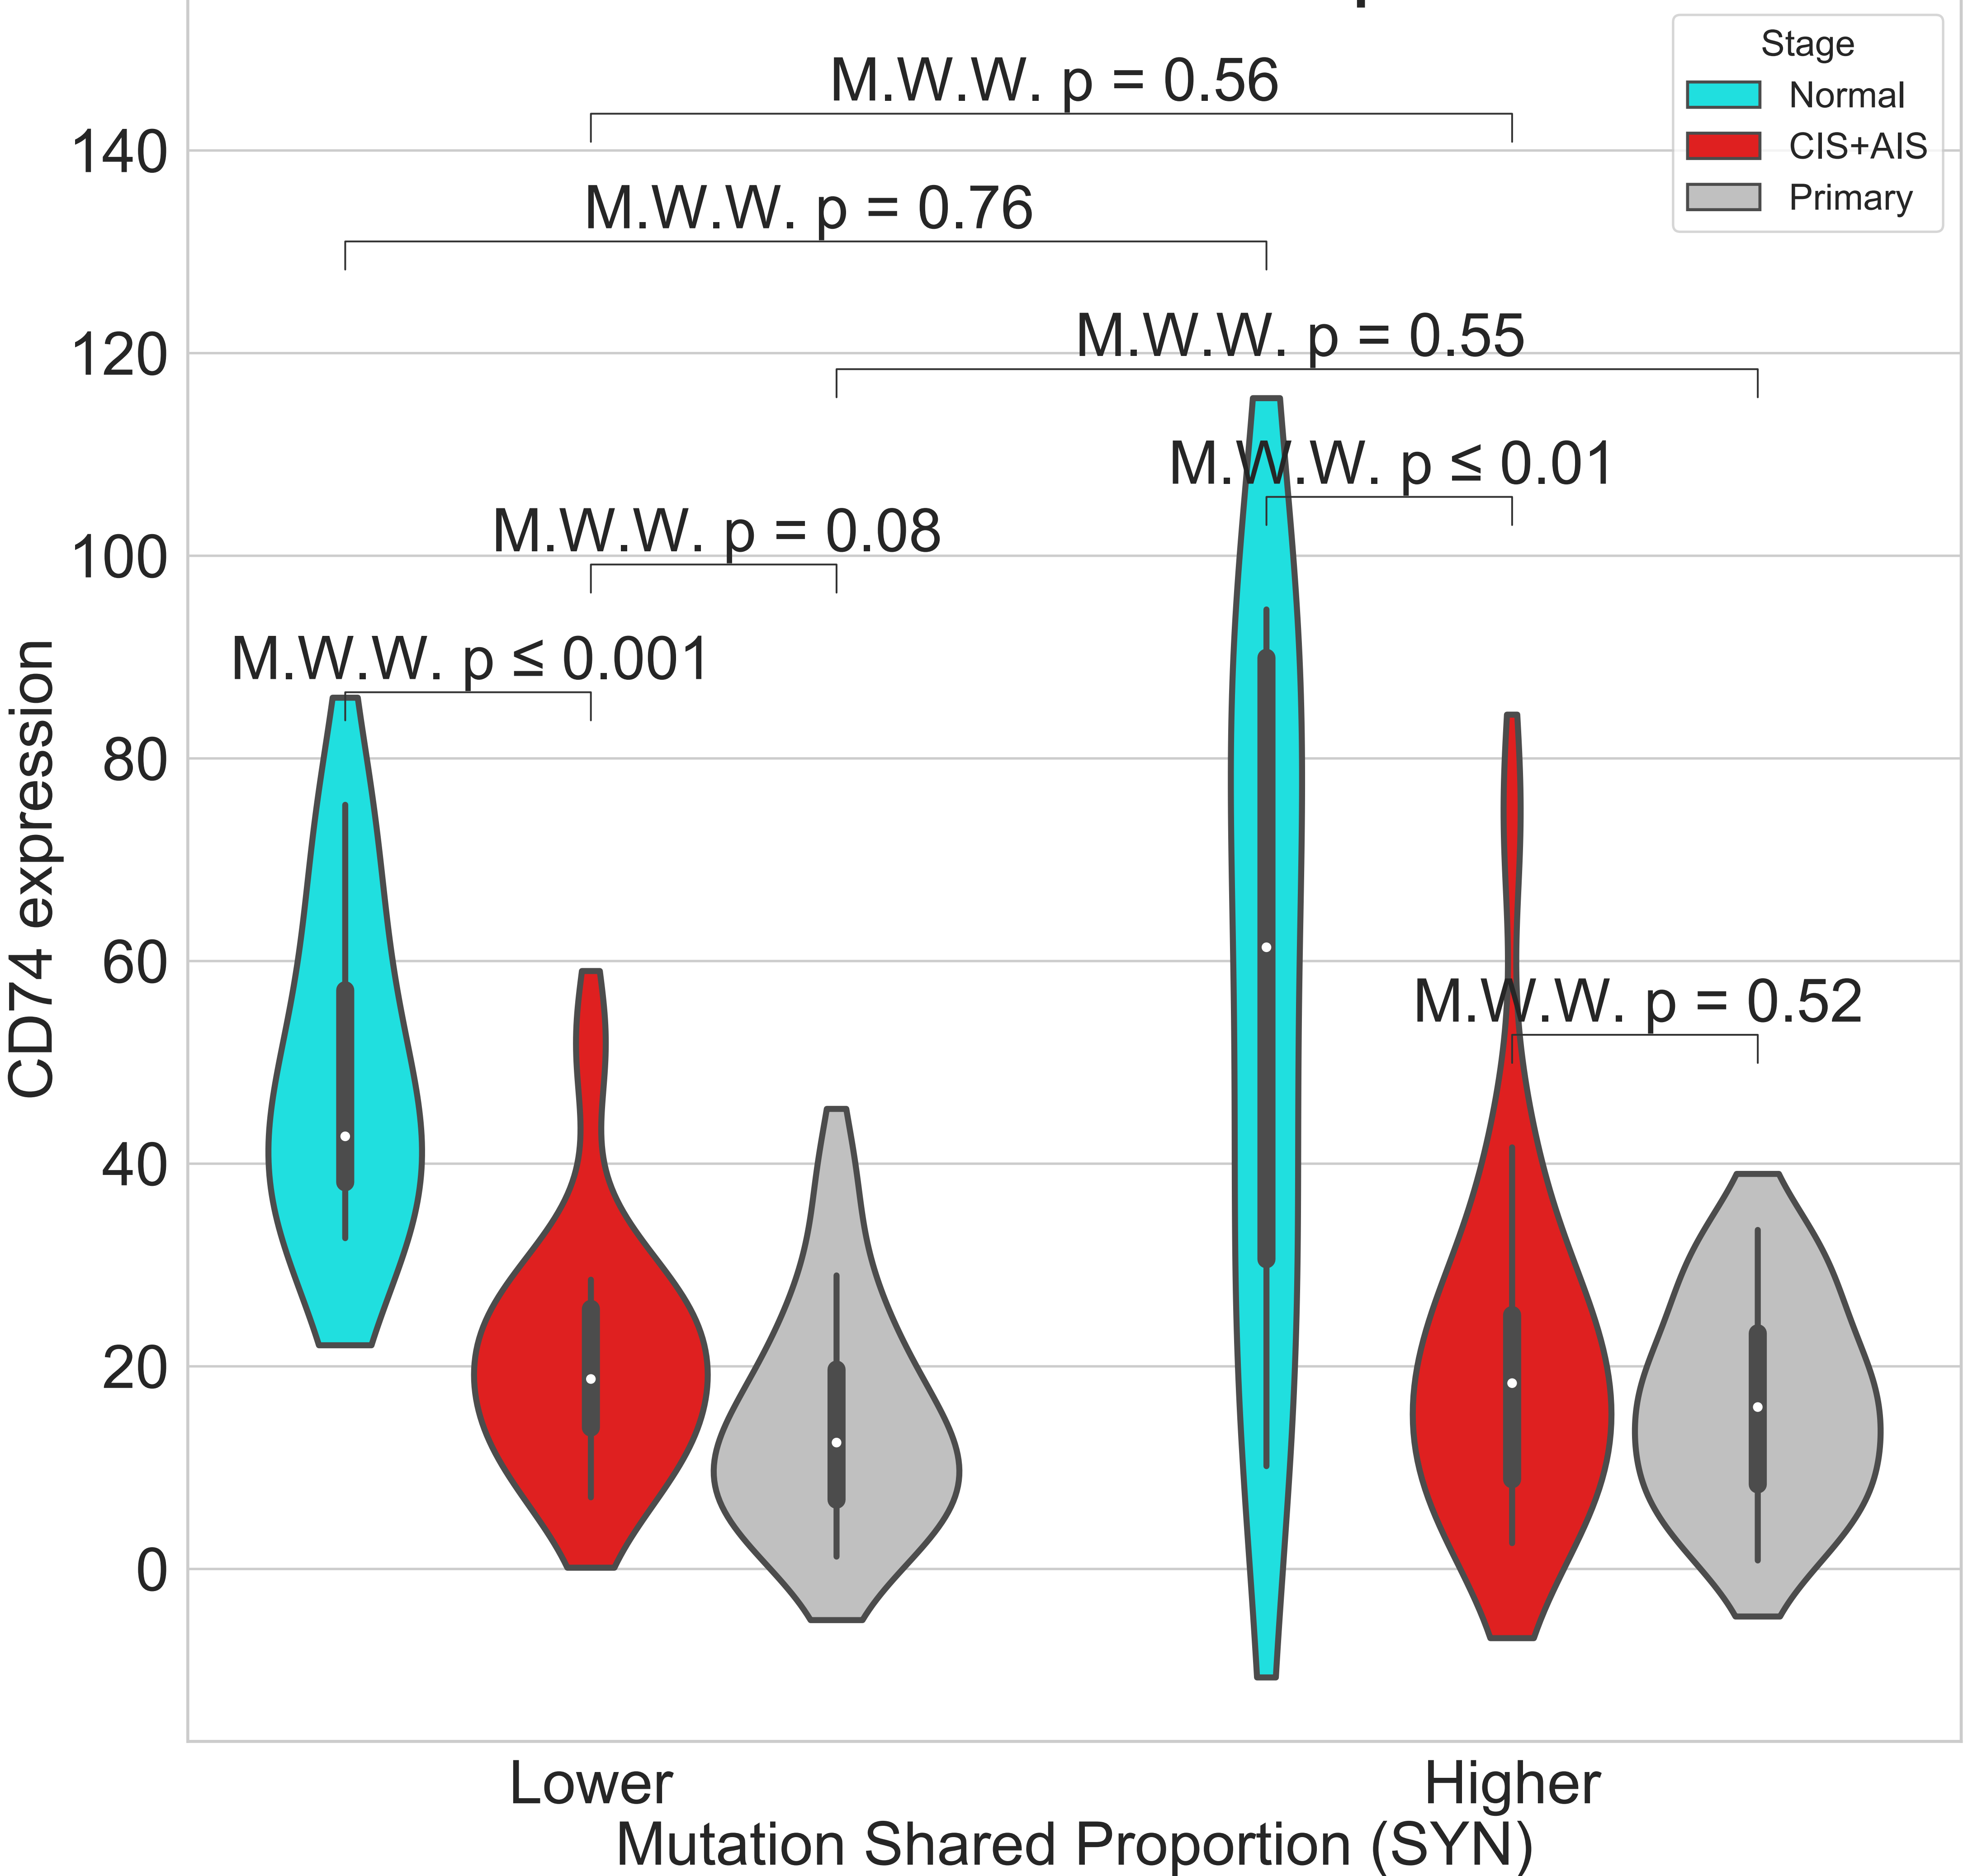 Stage
Normal
CIS+AIS
Primary
M.W.W. p = 0.56
M.W.W. p = 0.76
M.W.W. p = 0.55
M.W.W. p ≤ 0.01
M.W.W. p = 0.08
M.W.W. p ≤ 0.001
M.W.W. p = 0.52
140
120
100
80
60
40
20
0
CD74 expression
Lower
Higher
Mutation Shared Proportion (SYN)